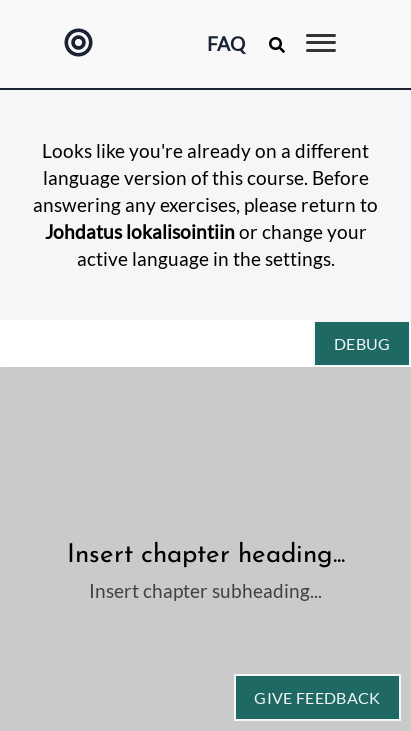 FAQ
Looks like you're already on a different
language version of this course. Before
answering any exercises, please return to
Johdatus lokalisointiin or change your
active language in the settings.
DEBUG
Insert chapter heading...
Insert chapter subheading...
GIVE FEEDBACK